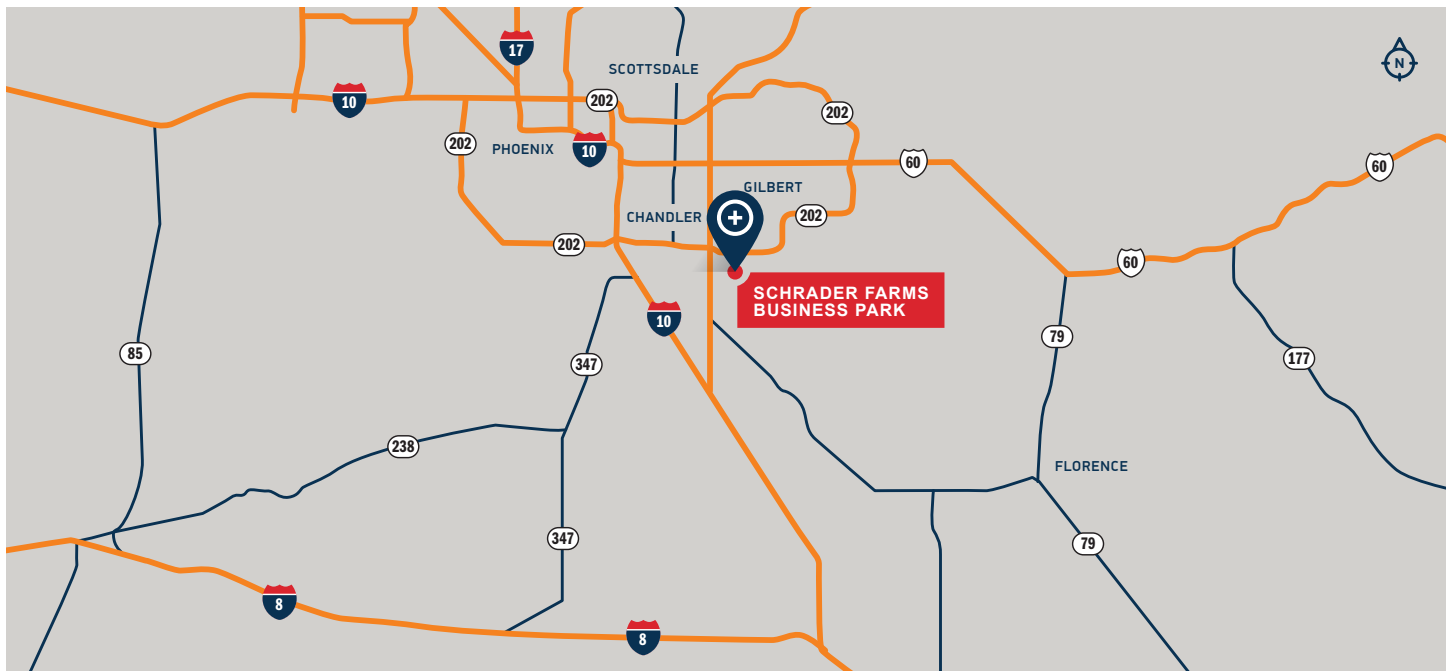 17
N
SCOTTSDALE
10
202
202
202
PHOENIX
10
60
60
GILBERT
CHANDLER
202
202
60
SCHRADER FARMS
BUSINESS PARK
10
79
85
347
177
238
FLORENCE
347
79
8
8